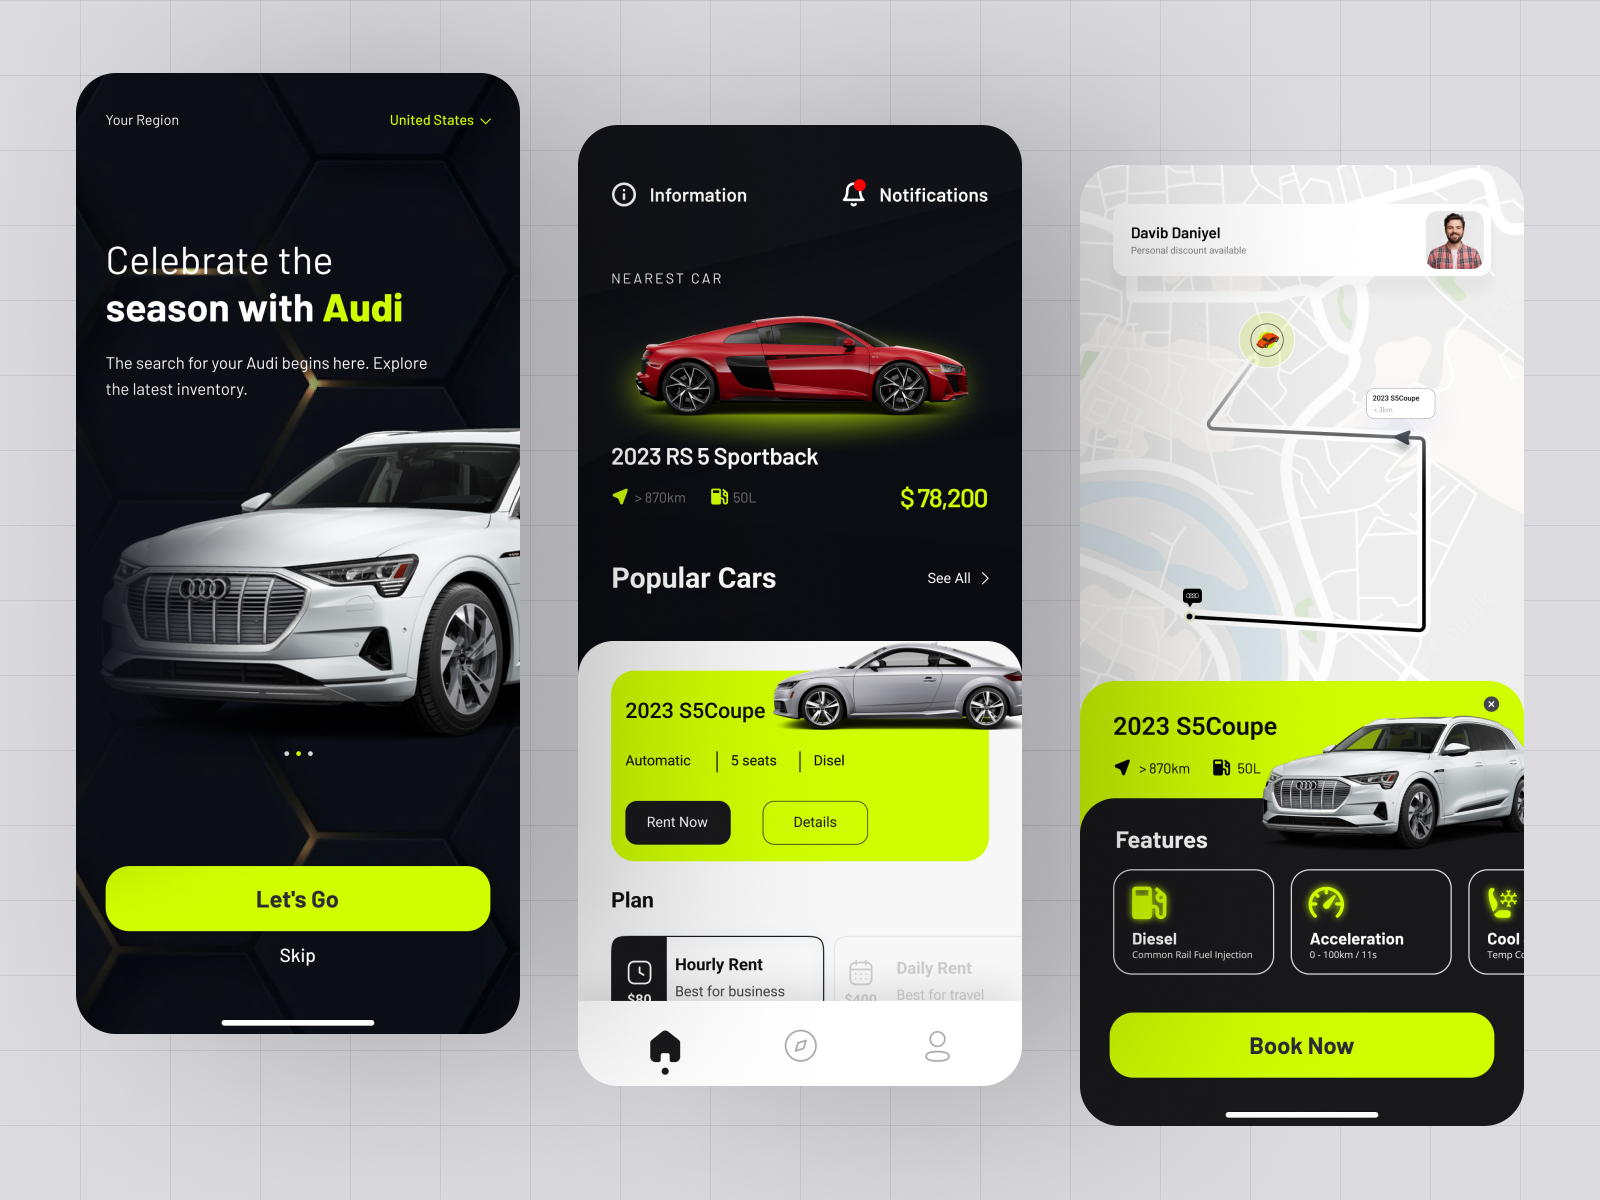 Your Region
United States
Celebrate the
season with Audi
The search for your Audi begins here. Explore
the latest inventory.
Let's Go
Skip
Information
Notifications
NEAREST CAR
2023 RS 5 Sportback
> 870km
50L
$78,200
Popular Cars
See All
2023 S5Coupe
Automatic
5 seats
Disel
Rent Now
Details
Plan
Hourly Rent
Best for business
$80
Daily Rent
Best for travel
$400
Davib Daniyel
Personal discount available
2023 S5Coupe
< 3km
2023 S5Coupe
> 870km
50L
Features
Diesel
Common Rail Fuel Injection
Acceleration
0 - 100km / 11s
Cool
Temp Co
Book Now